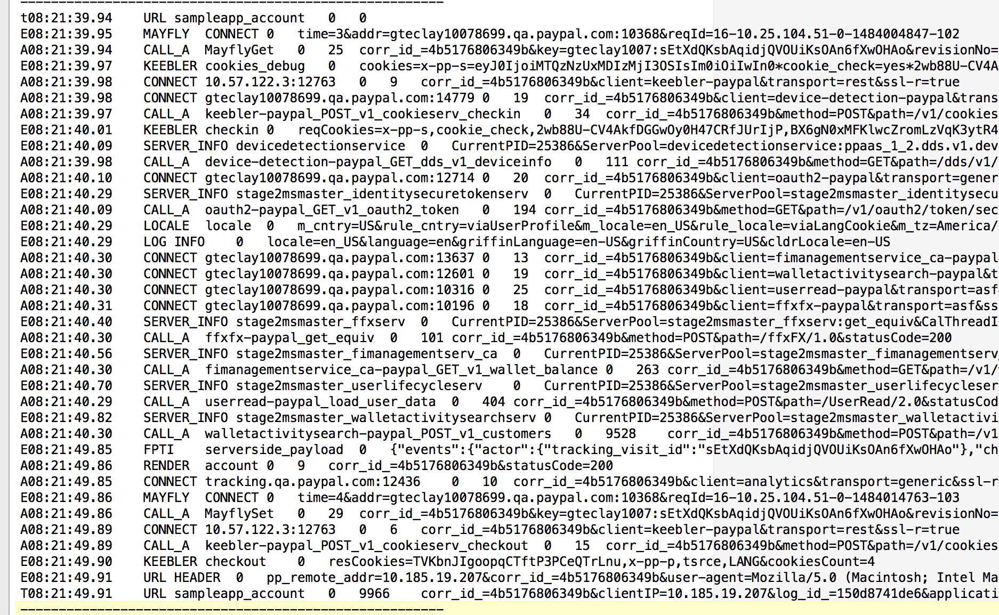 ------------------------------------------------------
t08:21:39.94    URL sampleapp_account   0   0
E08:21:39.95    MAYFLY  CONNECT 0   time=3&addr=gteclay10078699.qa.paypal.com:10368&reqId=16-10.25.104.51-0-1484004847-102
A08:21:39.94    CALL_A  MayflyGet   0   25  corr_id_=4b5176806349b&key=gteclay1007:sEtXdQKsbAqidjQVOUiKsOAn6fXwOHAo&revisionNo=
E08:21:39.97    KEEBLER cookies_debug   0   cookies=x-pp-s=eyJ0IjoiMTQzNzUxMDIzMjI3OSIsIm0iOiIwIn0*cookie_check=yes*2wb88U-CV4A
A08:21:39.98    CONNECT 10.57.122.3:12763   0   9   corr_id_=4b5176806349b&client=keebler-paypal&transport=rest&ssl-r=true
A08:21:39.98    CONNECT gteclay10078699.qa.paypal.com:14779 0   19  corr_id_=4b5176806349b&client=device-detection-paypal&trans
A08:21:39.97    CALL_A  keebler-paypal_POST_v1_cookieserv_checkin   0   34  corr_id_=4b5176806349b&method=POST&path=/v1/cookies
E08:21:40.01    KEEBLER checkin 0   reqCookies=x-pp-s,cookie_check,2wb88U-CV4AkfDGGwOy0H47CRfJUrIjP,BX6gN0xMFKlwcZromLzVqK3ytR4
E08:21:40.09    SERVER_INFO devicedetectionservice  0   CurrentPID=25386&ServerPool=devicedetectionservice:ppaas_1_2.dds.v1.dev
A08:21:39.98    CALL_A  device-detection-paypal_GET_dds_v1_deviceinfo   0   111 corr_id_=4b5176806349b&method=GET&path=/dds/v1/
A08:21:40.10    CONNECT gteclay10078699.qa.paypal.com:12714 0   20  corr_id_=4b5176806349b&client=oauth2-paypal&transport=gener
E08:21:40.29    SERVER_INFO stage2msmaster_identitysecuretokenserv  0   CurrentPID=25386&ServerPool=stage2msmaster_identitysecu
A08:21:40.09    CALL_A  oauth2-paypal_GET_v1_oauth2_token   0   194 corr_id_=4b5176806349b&method=GET&path=/v1/oauth2/token/sec
E08:21:40.29    LOCALE  locale  0   m_cntry=US&rule_cntry=viaUserProfile&m_locale=en_US&rule_locale=viaLangCookie&m_tz=America/
E08:21:40.29    LOG INFO    0   locale=en_US&language=en&griffinLanguage=en-US&griffinCountry=US&cldrLocale=en-US
A08:21:40.30    CONNECT gteclay10078699.qa.paypal.com:13637 0   13  corr_id_=4b5176806349b&client=fimanagementservice_ca-paypal&
A08:21:40.30    CONNECT gteclay10078699.qa.paypal.com:12601 0   19  corr_id_=4b5176806349b&client=walletactivitysearch-paypal&t
A08:21:40.30    CONNECT gteclay10078699.qa.paypal.com:10316 0   25  corr_id_=4b5176806349b&client=userread-paypal&transport=asf&
A08:21:40.31    CONNECT gteclay10078699.qa.paypal.com:10196 0   18  corr_id_=4b5176806349b&client=ffxfx-paypal&transport=asf&ss
E08:21:40.40    SERVER_INFO stage2msmaster_ffxserv  0   CurrentPID=25386&ServerPool=stage2msmaster_ffxserv:get_equiv&CalThreadI
A08:21:40.30    CALL_A  ffxfx-paypal_get_equiv  0   101 corr_id_=4b5176806349b&method=POST&path=/ffxFX/1.0&statusCode=200
E08:21:40.56    SERVER_INFO stage2msmaster_fimanagementserv_ca  0   CurrentPID=25386&ServerPool=stage2msmaster_fimanagementserv_
A08:21:40.30    CALL_A  fimanagementservice_ca-paypal_GET_v1_wallet_balance 0   263 corr_id_=4b5176806349b&method=GET&path=/v1/
E08:21:40.70    SERVER_INFO stage2msmaster_userlifecycleserv    0   CurrentPID=25386&ServerPool=stage2msmaster_userlifecycleser
A08:21:40.29    CALL_A  userread-paypal_load_user_data  0   404 corr_id_=4b5176806349b&method=POST&path=/UserRead/2.0&statusCod
E08:21:49.82    SERVER_INFO stage2msmaster_walletactivitysearchserv 0   CurrentPID=25386&ServerPool=stage2msmaster_walletactivi
A08:21:40.30    CALL_A  walletactivitysearch-paypal_POST_v1_customers   0   9528    corr_id_=4b5176806349b&method=POST&path=/v1
E08:21:49.85    FPTI    serverside_payload  0   {"events":{"actor":{"tracking_visit_id":"sEtXdQKsbAqidjQVOUiKsOAn6fXwOHAo"},"ch
A08:21:49.86    RENDER  account 0   9   corr_id_=4b5176806349b&statusCode=200
A08:21:49.85    CONNECT tracking.qa.paypal.com:12436    0   10  corr_id_=4b5176806349b&client=analytics&transport=generic&ssl-r
E08:21:49.86    MAYFLY  CONNECT 0   time=4&addr=gteclay10078699.qa.paypal.com:10368&reqId=16-10.25.104.51-0-1484014763-103
A08:21:49.86    CALL_A  MayflySet   0   29  corr_id_=4b5176806349b&key=gteclay1007:sEtXdQKsbAqidjQVOUiKsOAn6fXwOHAo&revisionNo=
A08:21:49.89    CONNECT 10.57.122.3:12763   0   6   corr_id_=4b5176806349b&client=keebler-paypal&transport=rest&ssl-r=true
A08:21:49.89    CALL_A  keebler-paypal_POST_v1_cookieserv_checkout  0   15  corr_id_=4b5176806349b&method=POST&path=/v1/cookies
E08:21:49.90    KEEBLER checkout    0   resCookies=TVKbnJIgoopqCTftP3PCeQTrLnu,x-pp-p,tsrce,LANG&cookiesCount=4
E08:21:49.91    URL HEADER  0   pp_remote_addr=10.185.19.207&corr_id_=4b5176806349b&user-agent=Mozilla/5.0 (Macintosh; Intel Ma
T08:21:49.91    URL sampleapp_account   0   9966    corr_id_=4b5176806349b&clientIP=10.185.19.207&log_id_=150d8741de6&applicati
------------------------------------------------------